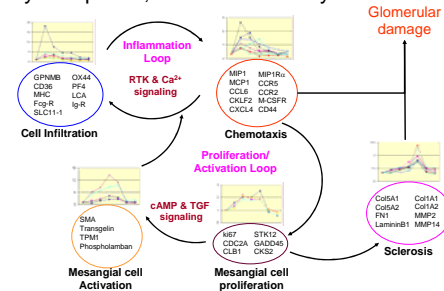 Glomerular
damage
Inflammation
Loop
RTK & Ca²⁺
signaling
GPNMB OX44
CD36 PF4
MHC LCA
Fcg-R Ig-R
SLC11-1
Cell Infiltration
MIP1 MIP1Rα
MCP1 CCR5
CCL6 CCR2
CKLF2 M-CSFR
CXCL4 CD44
Chemotaxis
Proliferation/
Activation Loop
cAMP & TGF
signaling
SMA
Transgelin
TPM1
Phospholamban
Mesangial cell
Activation
ki67 STK12
CDC2A GADD45
CLB1 CKS2
Mesangial cell
proliferation
Col5A1 Col1A1
Col5A2 Col1A2
FN1 MMP2
LamininB1 MMP14
Sclerosis